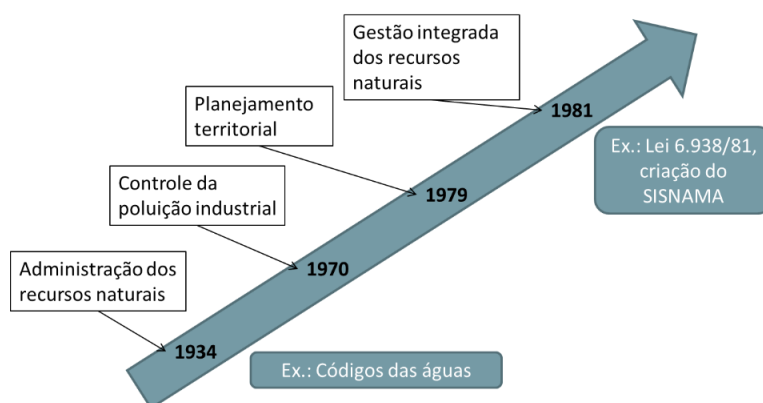 Gestão integrada
dos recursos
naturais
1981
Ex.: Lei 6.938/81,
criação do
SISNAMA
Planejamento
territorial
1979
Controle da
poluição industrial
1970
Administração dos
recursos naturais
1934
Ex.: Códigos das águas